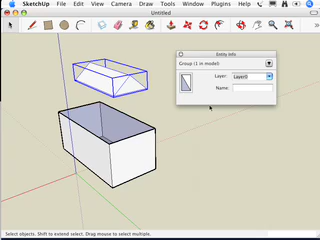 SketchUp File Edit View Camera Draw Tools Window Plugins Help
Untitled
Entity Info
Group (1 in model)
Layer: Layer0
Name:
Select objects. Shift to extend select. Drag mouse to select multiple.